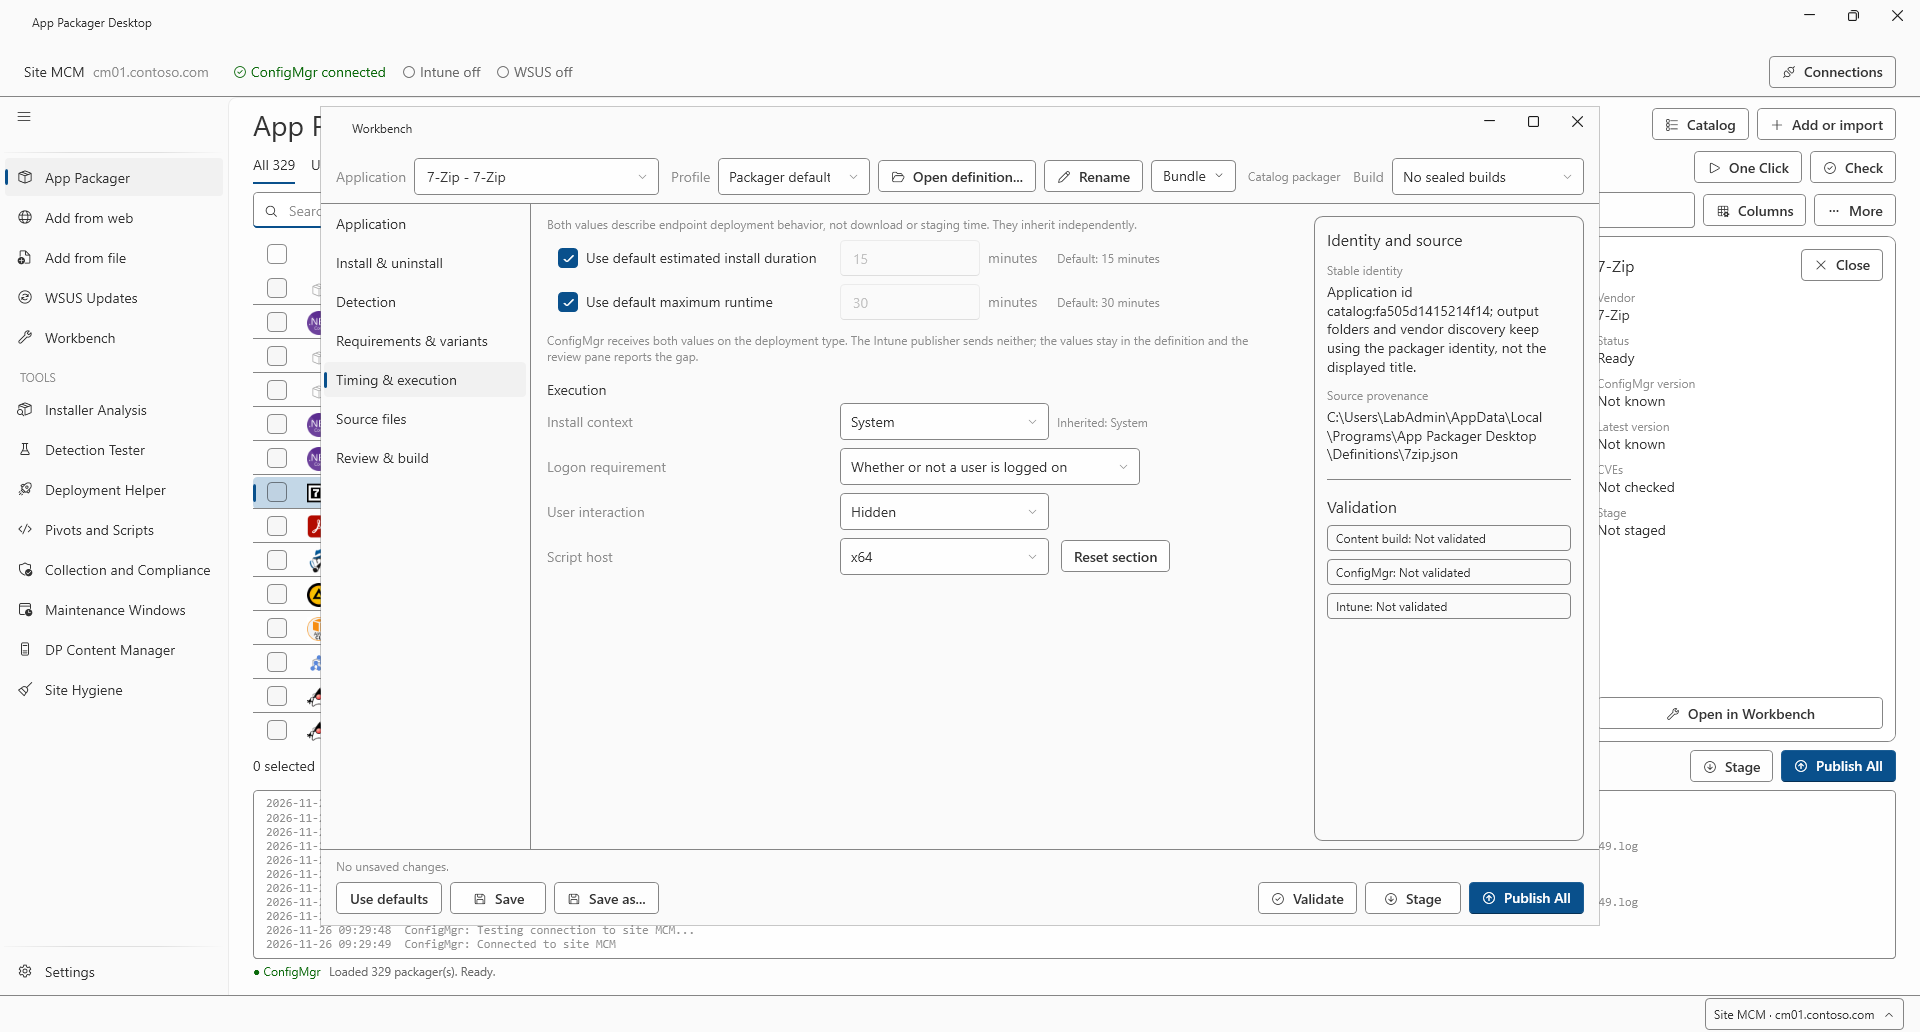 App Packager Desktop
Site MCM cm01.contoso.com ConfigMgr connected Intune off WSUS off
Connections
App Packager
Add from web
Add from file
WSUS Updates
Workbench
TOOLS
Installer Analysis
Detection Tester
Deployment Helper
Pivots and Scripts
Collection and Compliance
Maintenance Windows
DP Content Manager
Site Hygiene
Settings
App
All 329
Catalog
Add or import
One Click
Check
Columns
More
Workbench
Application 7-Zip - 7-Zip Profile Packager default Open definition... Rename Bundle Catalog packager Build No sealed builds
Application
Install & uninstall
Detection
Requirements & variants
Timing & execution
Source files
Review & build
Both values describe endpoint deployment behavior, not download or staging time. They inherit independently.
Use default estimated install duration 15 minutes Default: 15 minutes
Use default maximum runtime 30 minutes Default: 30 minutes
ConfigMgr receives both values on the deployment type. The Intune publisher sends neither; the values stay in the definition and the
review pane reports the gap.
Execution
Install context System Inherited: System
Logon requirement Whether or not a user is logged on
User interaction Hidden
Script host x64 Reset section
Identity and source
Stable identity
Application id
catalog:fa505d1415214f14; output
folders and vendor discovery keep
using the packager identity, not the
displayed title.
Source provenance
C:\Users\LabAdmin\AppData\Local
\Programs\App Packager Desktop
\Definitions\7zip.json
Validation
Content build: Not validated
ConfigMgr: Not validated
Intune: Not validated
No unsaved changes.
Use defaults Save Save as... Validate Stage Publish All
7-Zip
Close
Vendor
7-Zip
Status
Ready
ConfigMgr version
Not known
Latest version
Not known
CVEs
Not checked
Stage
Not staged
Open in Workbench
0 selected
Stage
Publish All
49.log
49.log
2026-11-26 09:29:48 ConfigMgr: Testing connection to site MCM...
2026-11-26 09:29:49 ConfigMgr: Connected to site MCM
ConfigMgr Loaded 329 packager(s). Ready.
Site MCM · cm01.contoso.com